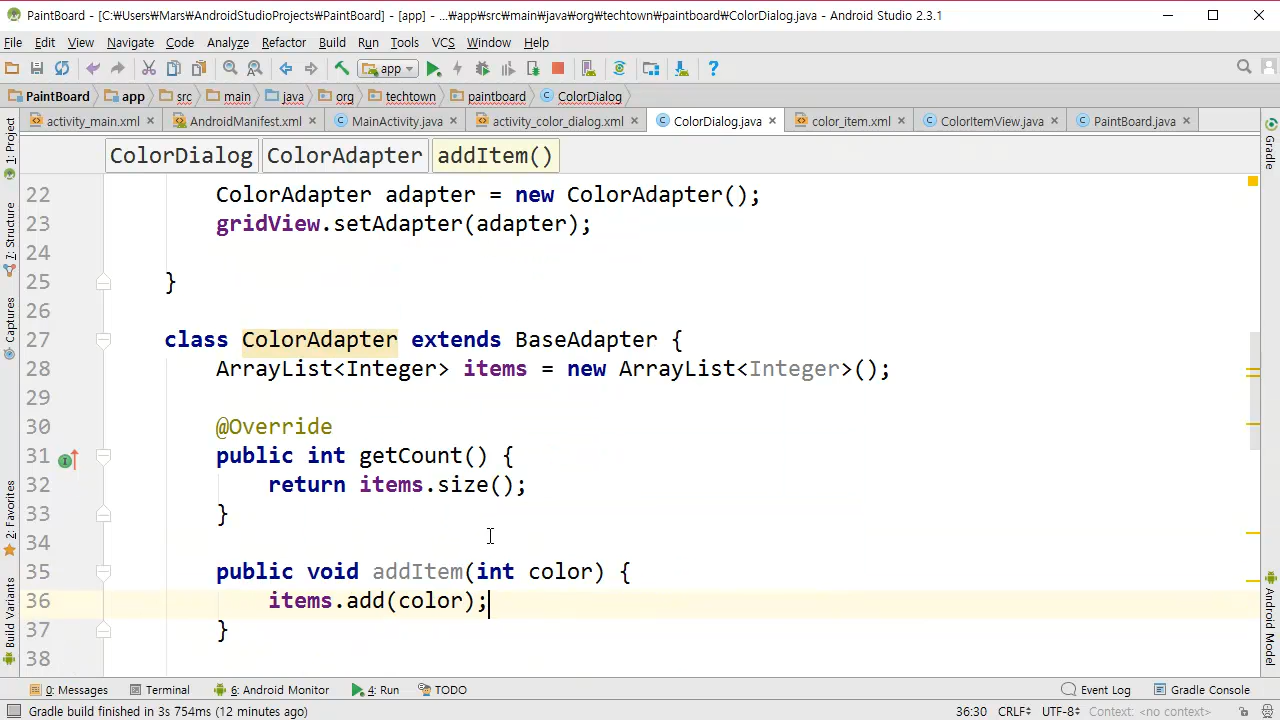 PaintBoard - [C:₩Users₩Mars₩AndroidStudioProjects₩PaintBoard] - [app] - ...₩app₩src₩main₩java₩org₩techtown₩paintboard₩ColorDialog.java - Android Studio 2.3.1
File Edit View Navigate Code Analyze Refactor Build Run Tools VCS Window Help
app
PaintBoard app src main java org techtown paintboard ColorDialog
activity_main.xml AndroidManifest.xml MainActivity.java activity_color_dialog.xml ColorDialog.java color_item.xml ColorItemView.java PaintBoard.java
ColorDialog ColorAdapter addItem()
22 ColorAdapter adapter = new ColorAdapter();
23 gridView.setAdapter(adapter);
24
25 }
26
27 class ColorAdapter extends BaseAdapter {
28 ArrayList<Integer> items = new ArrayList<Integer>();
29
30 @Override
31 public int getCount() {
32 return items.size();
33 }
34
35 public void addItem(int color) {
36 items.add(color);
37 }
38
1: Project
7: Structure
Captures
2: Favorites
Build Variants
Gradle
Android Model
0: Messages Terminal 6: Android Monitor 4: Run TODO Event Log Gradle Console
Gradle build finished in 3s 754ms (12 minutes ago) 36:30 CRLF÷ UTF-8÷ Context: <no context>